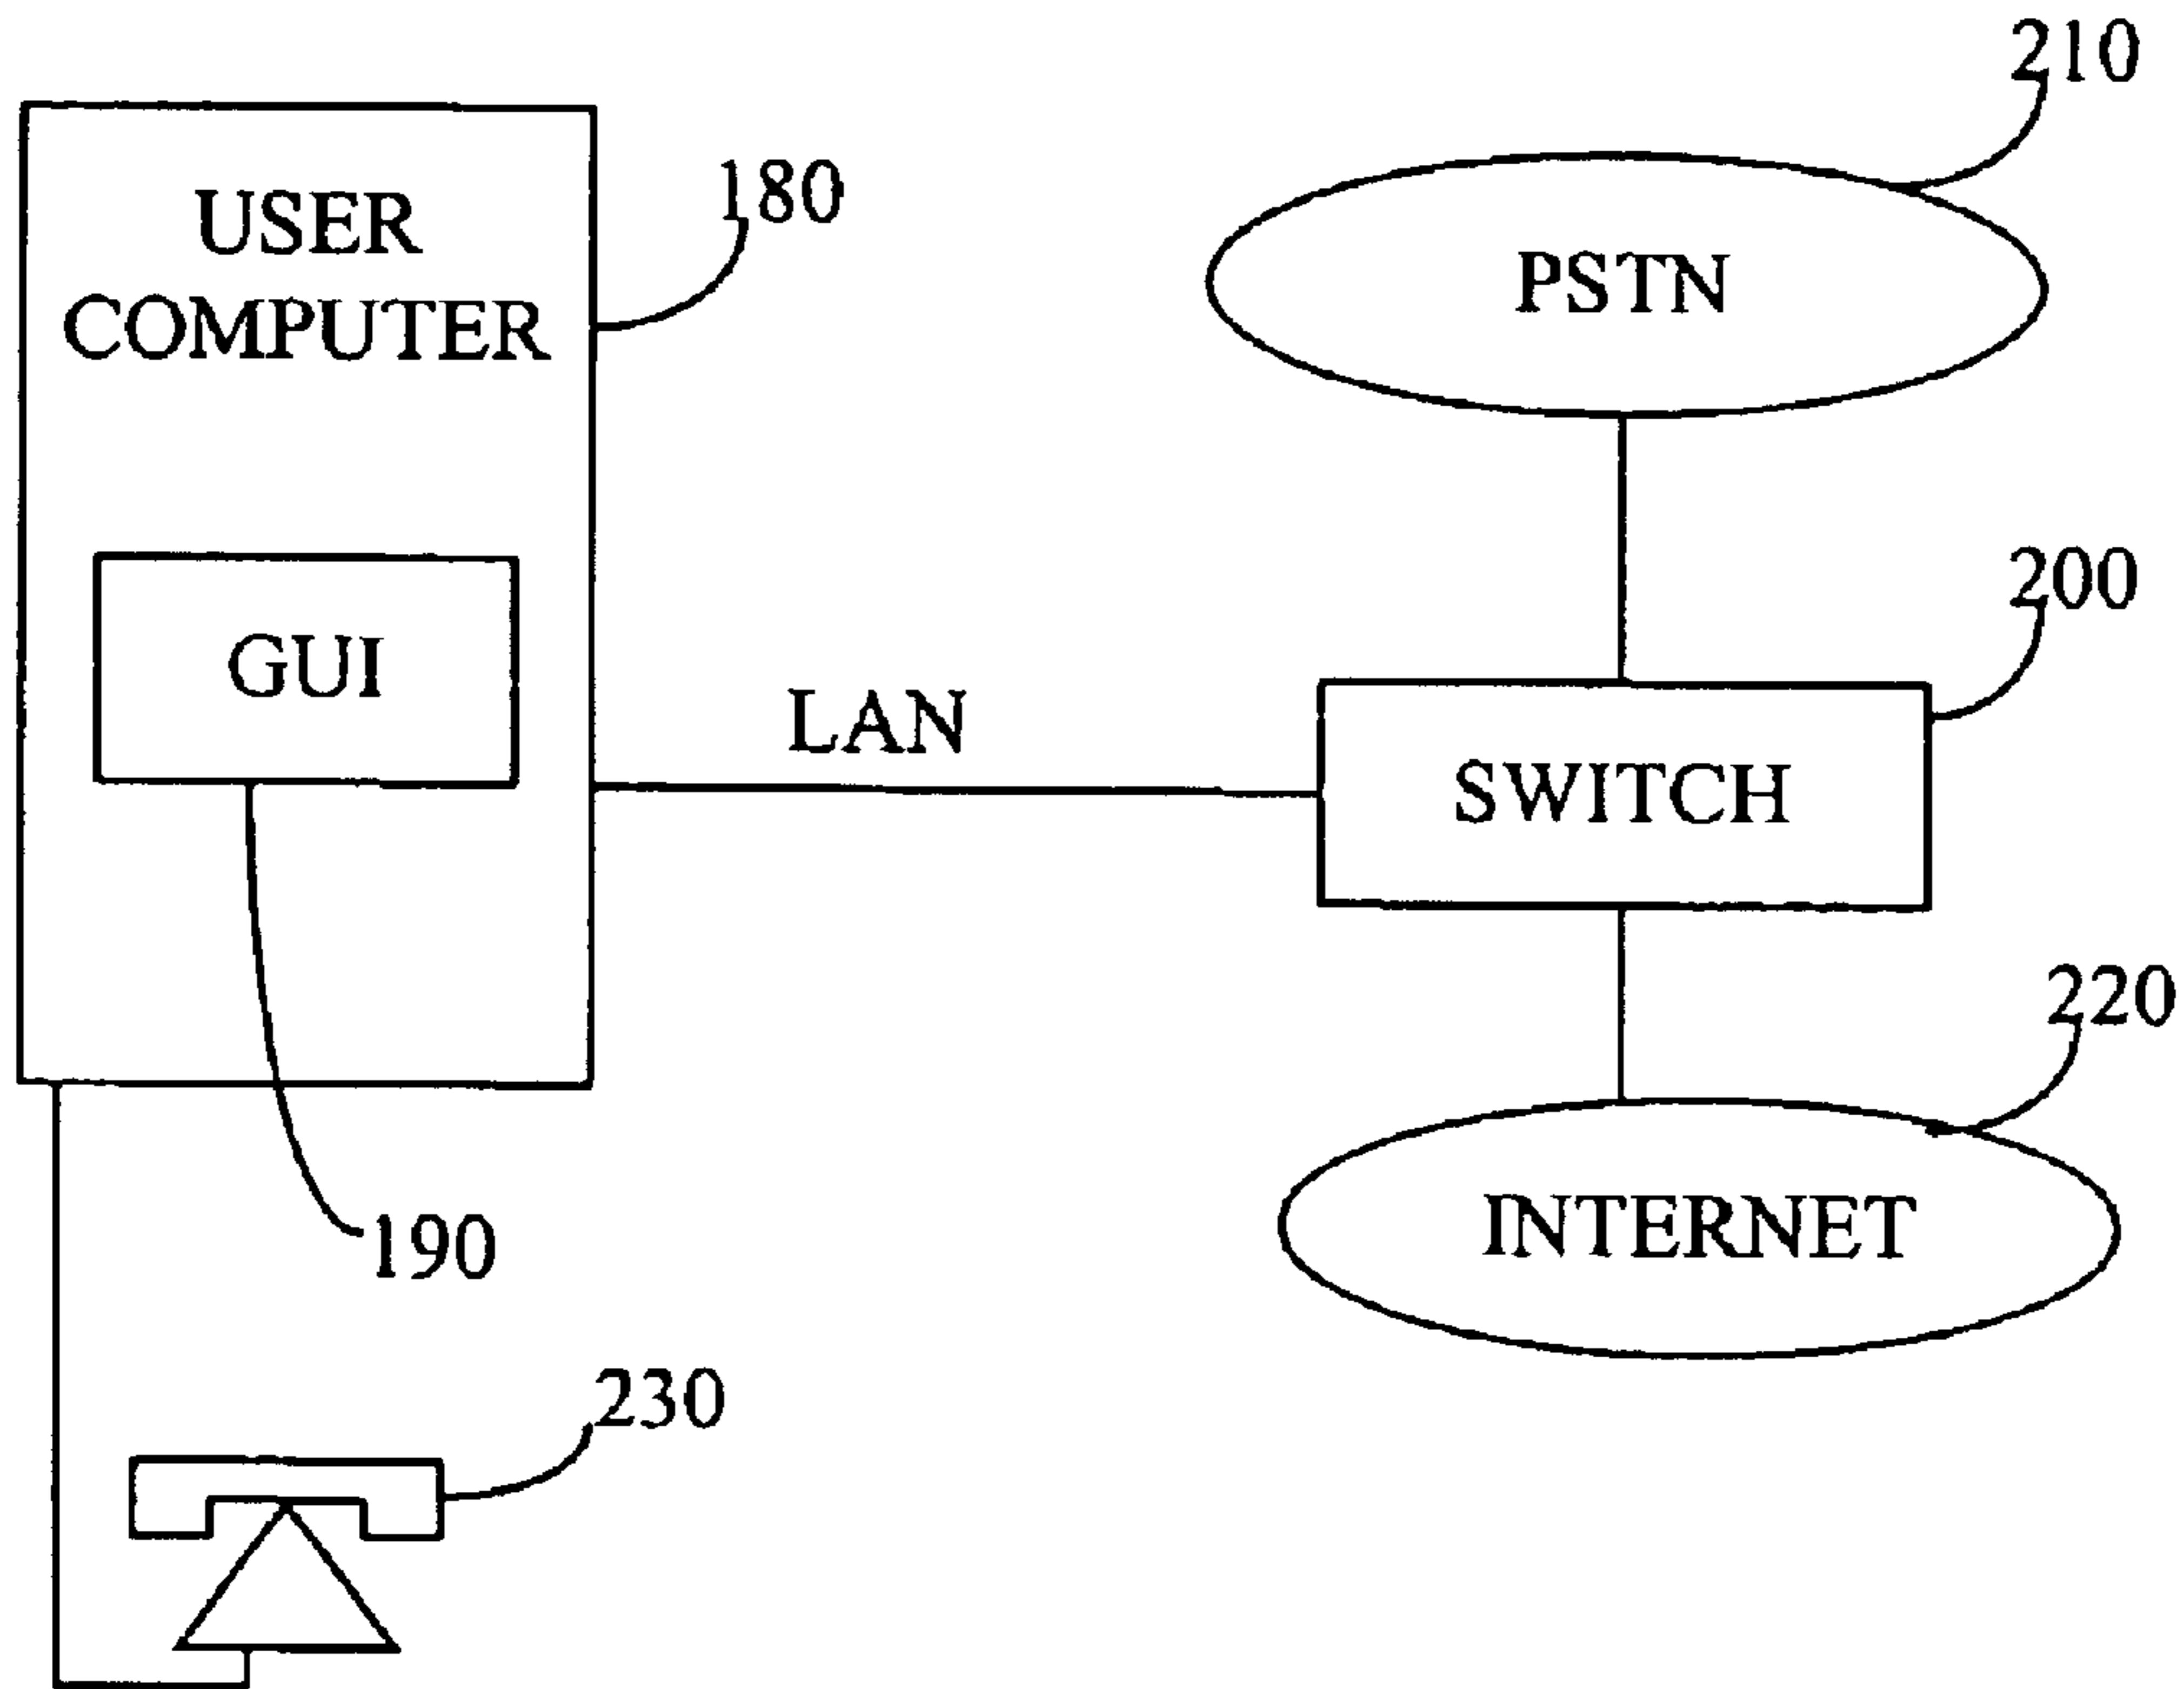 210
180
USER
COMPUTER
PSTN
200
GUI
LAN
SWITCH
220
INTERNET
190
230